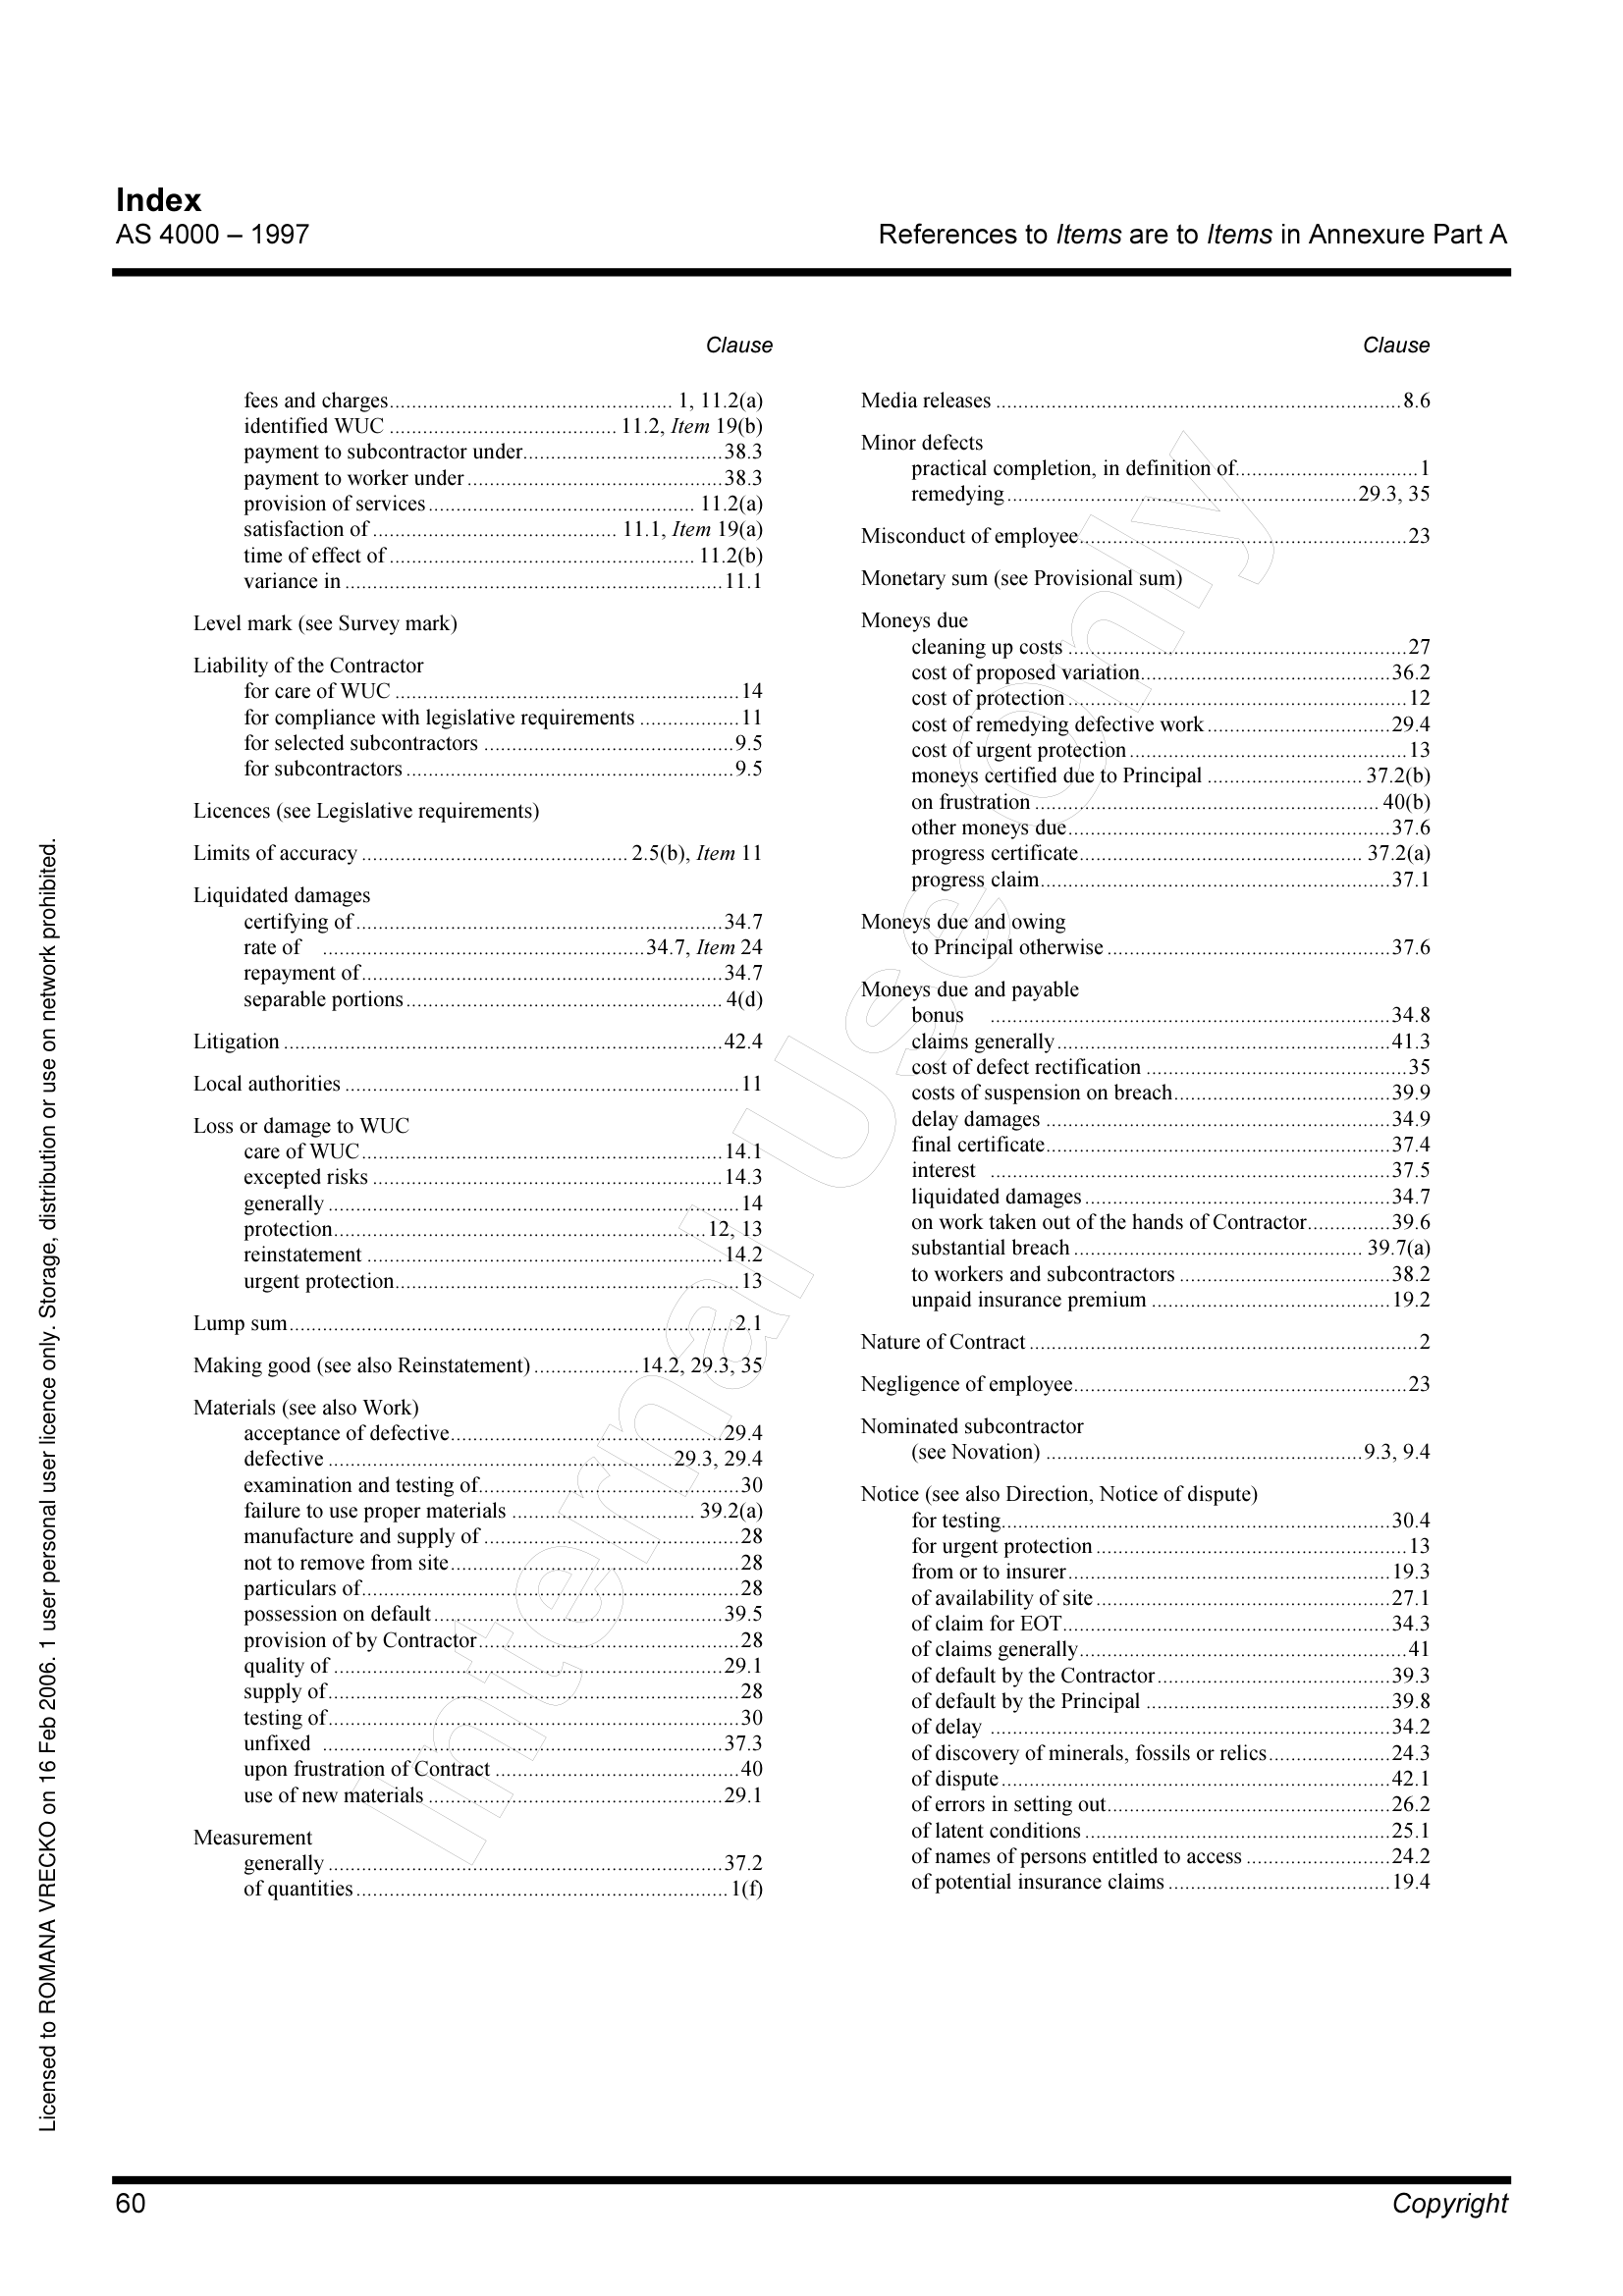 Index
AS 4000 – 1997
References to Items are to Items in Annexure Part A
Clause
fees and charges................................................... 1, 11.2(a)
identified WUC ......................................... 11.2, Item 19(b)
payment to subcontractor under....................................38.3
payment to worker under..............................................38.3
provision of services................................................ 11.2(a)
satisfaction of ............................................ 11.1, Item 19(a)
time of effect of ....................................................... 11.2(b)
variance in ....................................................................11.1
Level mark (see Survey mark)
Liability of the Contractor
for care of WUC ..............................................................14
for compliance with legislative requirements ..................11
for selected subcontractors .............................................9.5
for subcontractors...........................................................9.5
Licences (see Legislative requirements)
Limits of accuracy ................................................ 2.5(b), Item 11
Liquidated damages
certifying of..................................................................34.7
rate of ..........................................................34.7, Item 24
repayment of.................................................................34.7
separable portions......................................................... 4(d)
Litigation ...............................................................................42.4
Local authorities .......................................................................11
Loss or damage to WUC
care of WUC.................................................................14.1
excepted risks ...............................................................14.3
generally ..........................................................................14
protection...................................................................12, 13
reinstatement ................................................................14.2
urgent protection..............................................................13
Lump sum................................................................................2.1
Making good (see also Reinstatement)...................14.2, 29.3, 35
Materials (see also Work)
acceptance of defective.................................................29.4
defective ..............................................................29.3, 29.4
examination and testing of...............................................30
failure to use proper materials ................................. 39.2(a)
manufacture and supply of ..............................................28
not to remove from site....................................................28
particulars of....................................................................28
possession on default....................................................39.5
provision of by Contractor...............................................28
quality of ......................................................................29.1
supply of..........................................................................28
testing of..........................................................................30
unfixed ........................................................................37.3
upon frustration of Contract ............................................40
use of new materials .....................................................29.1
Measurement
generally .......................................................................37.2
of quantities................................................................... 1(f)
Clause
Media releases .........................................................................8.6
Minor defects
practical completion, in definition of.................................1
remedying...............................................................29.3, 35
Misconduct of employee...........................................................23
Monetary sum (see Provisional sum)
Moneys due
cleaning up costs .............................................................27
cost of proposed variation.............................................36.2
cost of protection.............................................................12
cost of remedying defective work.................................29.4
cost of urgent protection..................................................13
moneys certified due to Principal ............................ 37.2(b)
on frustration .............................................................. 40(b)
other moneys due..........................................................37.6
progress certificate................................................... 37.2(a)
progress claim...............................................................37.1
Moneys due and owing
to Principal otherwise...................................................37.6
Moneys due and payable
bonus ........................................................................34.8
claims generally............................................................41.3
cost of defect rectification ...............................................35
costs of suspension on breach.......................................39.9
delay damages ..............................................................34.9
final certificate..............................................................37.4
interest ........................................................................37.5
liquidated damages.......................................................34.7
on work taken out of the hands of Contractor...............39.6
substantial breach .................................................... 39.7(a)
to workers and subcontractors ......................................38.2
unpaid insurance premium ...........................................19.2
Nature of Contract ......................................................................2
Negligence of employee............................................................23
Nominated subcontractor
(see Novation) .........................................................9.3, 9.4
Notice (see also Direction, Notice of dispute)
for testing......................................................................30.4
for urgent protection........................................................13
from or to insurer..........................................................19.3
of availability of site.....................................................27.1
of claim for EOT...........................................................34.3
of claims generally...........................................................41
of default by the Contractor..........................................39.3
of default by the Principal ............................................39.8
of delay ........................................................................34.2
of discovery of minerals, fossils or relics......................24.3
of dispute......................................................................42.1
of errors in setting out...................................................26.2
of latent conditions.......................................................25.1
of names of persons entitled to access ..........................24.2
of potential insurance claims ........................................19.4
Internal Use Only
Licensed to ROMANA VRECKO on 16 Feb 2006. 1 user personal user licence only. Storage, distribution or use on network prohibited.
60
Copyright